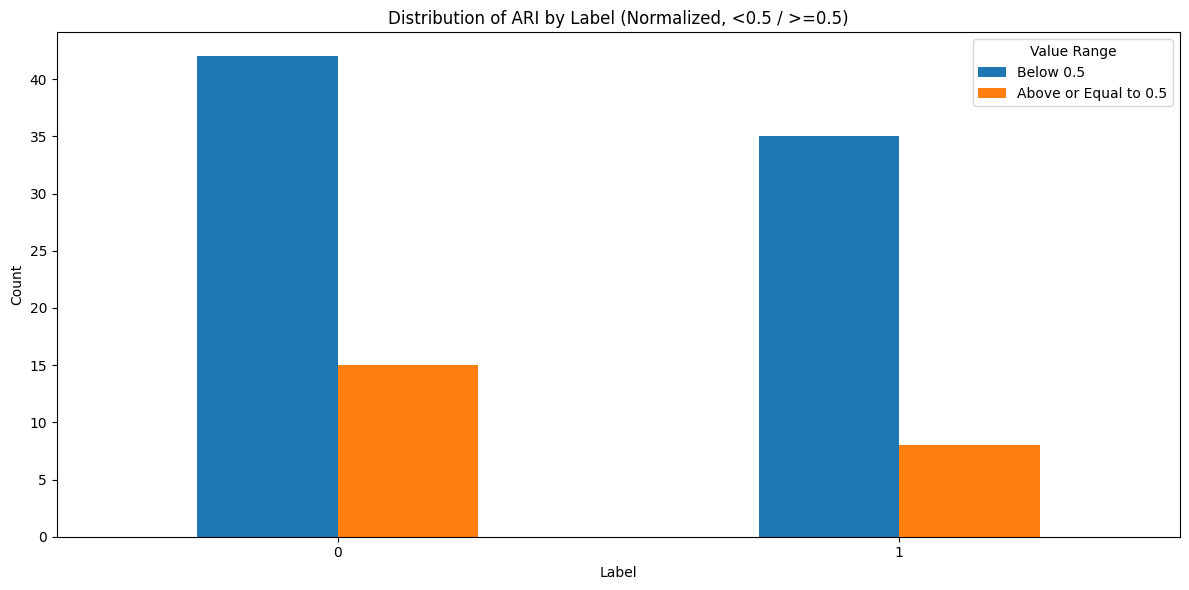 Distribution of ARI by Label (Normalized, <0.5 / >=0.5)
Value Range
Below 0.5
Above or Equal to 0.5
Count
40
35
30
25
20
15
10
5
0
0
1
Label